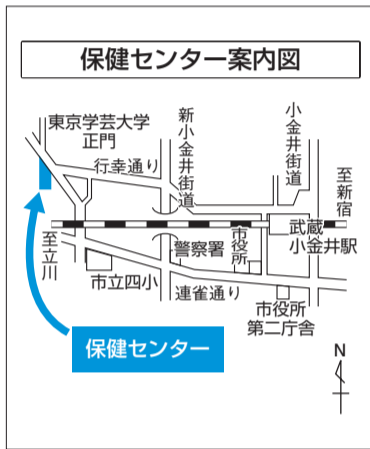 保健センター案内図
東京学芸大学
正門
行幸通り
新小金井街道
小金井街道
至新宿
至立川
武蔵
小金井駅
市役所
警察署
市立四小
連雀通り
市役所
第二庁舎
保健センター
N